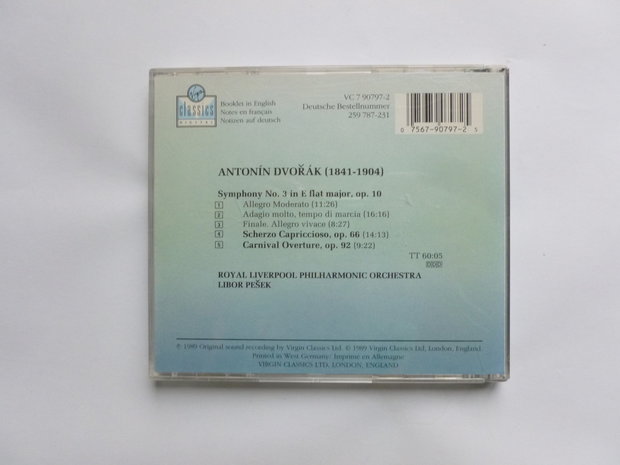 Virgin
classics
DIGITAL
Booklet in English
Notes en français
Notizen auf deutsch
VC 7 90797-2
Deutsche Bestellnummer
259 787-231
0 7567-90797-2 5
ANTONÍN DVOŘÁK (1841-1904)
Symphony No. 3 in E flat major, op. 10
1 Allegro Moderato (11:26)
2 Adagio molto, tempo di marcia (16:16)
3 Finale. Allegro vivace (8:27)
4 Scherzo Capriccioso, op. 66 (14:13)
5 Carnival Overture, op. 92 (9:22)
TT 60:05
DDD
ROYAL LIVERPOOL PHILHARMONIC ORCHESTRA
LIBOR PEŠEK
℗ 1989 Original sound recording by Virgin Classics Ltd. © 1989 Virgin Classics Ltd, London, England.
Printed in West Germany: Imprimé en Allemagne
VIRGIN CLASSICS LTD. LONDON, ENGLAND